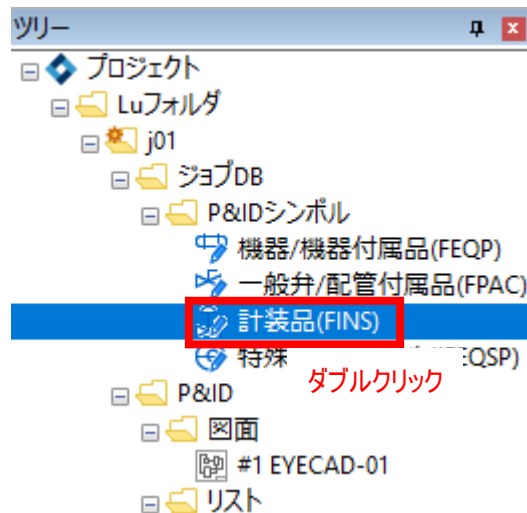 ツリー
プロジェクト
Luフォルダ
j01
ジョブDB
P&IDシンボル
機器/機器付属品(FEQP)
一般弁/配管付属品(FPAC)
計装品(FINS)
特殊 EQSP)
ダブルクリック
P&ID
図面
#1 EYECAD-01
リスト